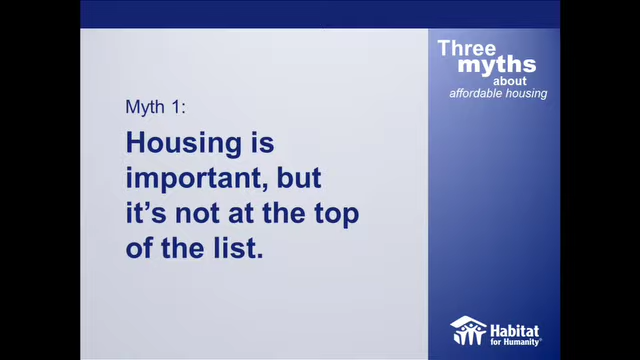 Three
myths
about
affordable housing
Myth 1:
Housing is
important, but
it's not at the top
of the list.
Habitat
for Humanity®